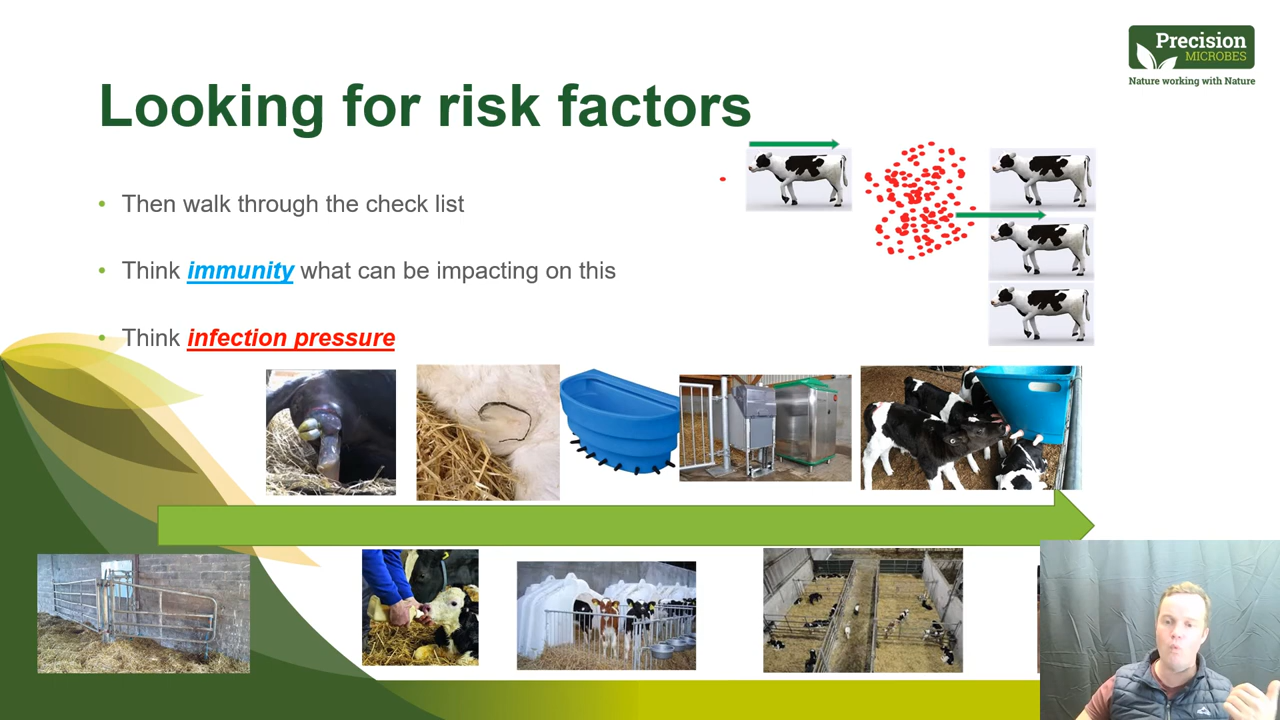 Precision
MICROBES
Nature working with Nature
Looking for risk factors
• Then walk through the check list
• Think immunity what can be impacting on this
• Think infection pressure